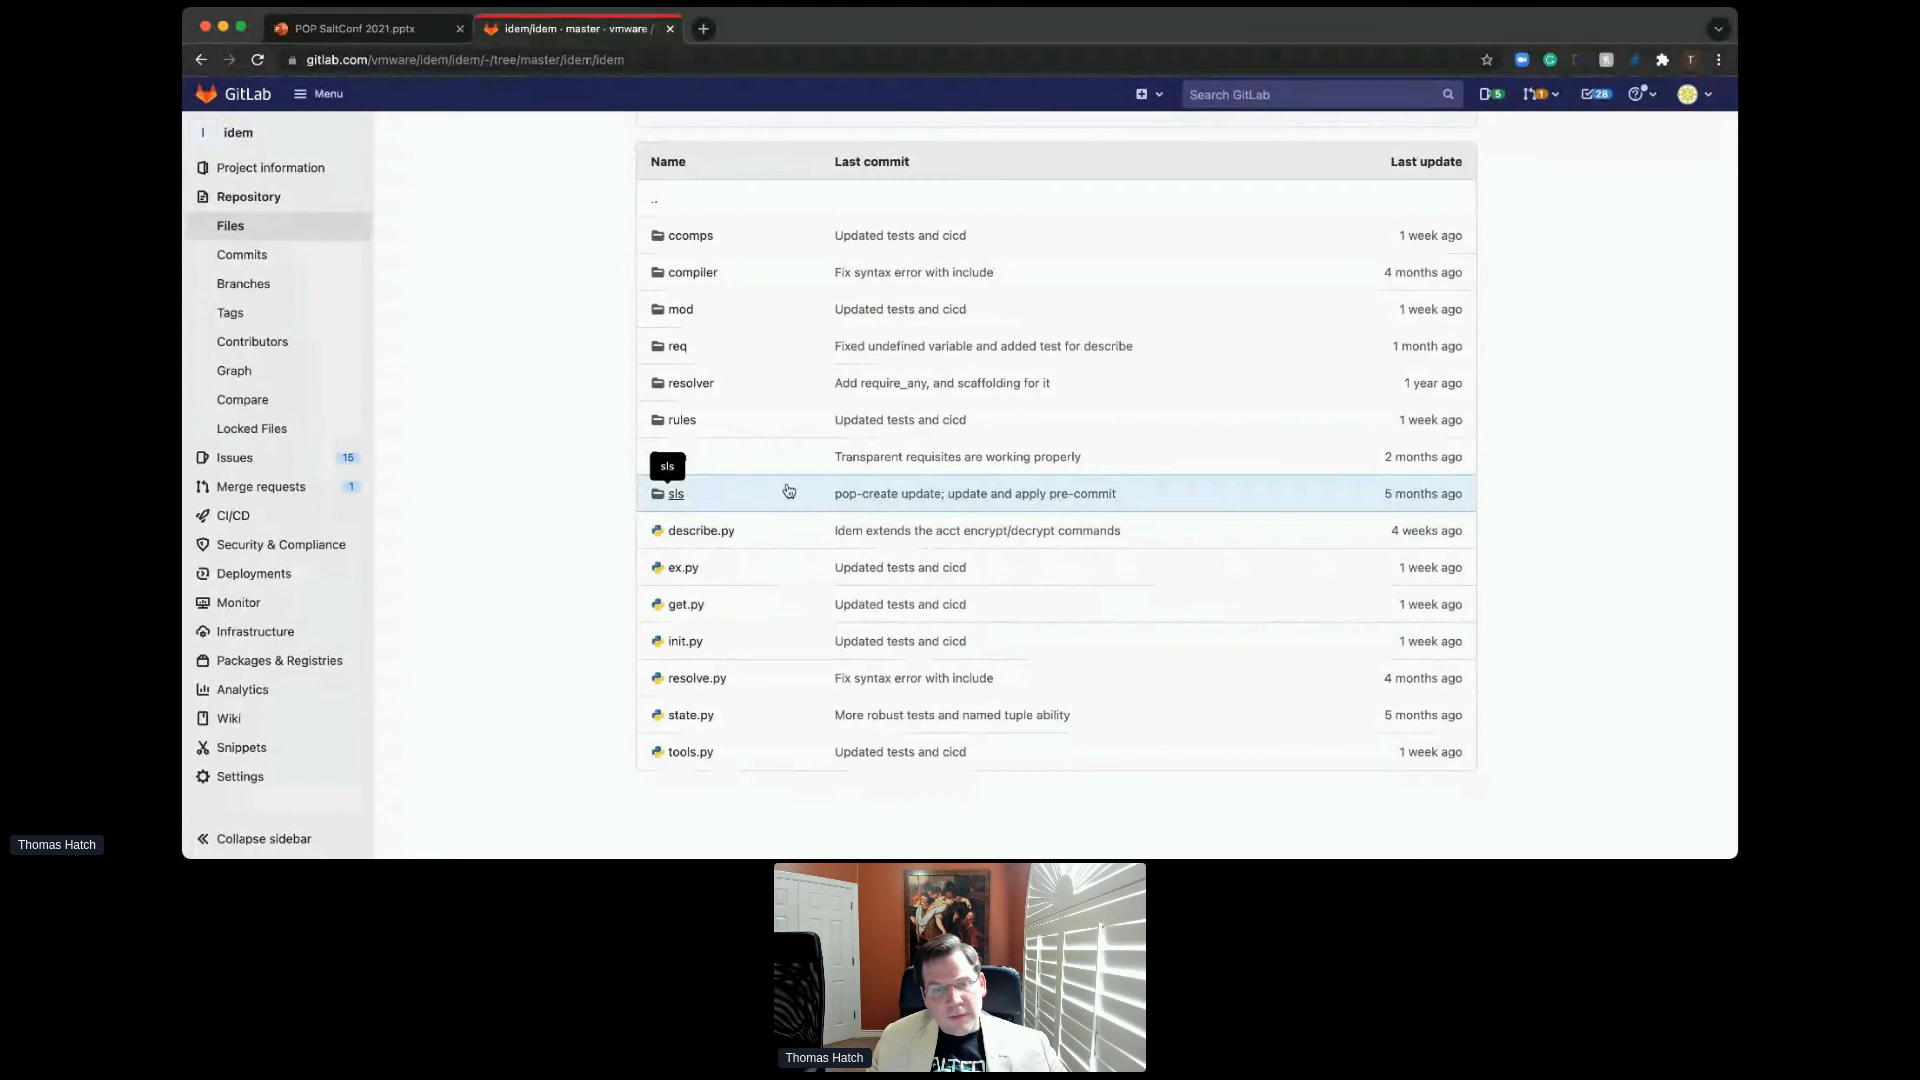 POP SaltConf 2021.pptx
idem/idem · master · vmware /
gitlab.com/vmware/idem/idem/-/tree/master/idem/idem
GitLab
Menu
Search GitLab
5
1
28
T
I
idem
Project information
Repository
Files
Commits
Branches
Tags
Contributors
Graph
Compare
Locked Files
Issues 15
Merge requests 1
CI/CD
Security & Compliance
Deployments
Monitor
Infrastructure
Packages & Registries
Analytics
Wiki
Snippets
Settings
Collapse sidebar
Name Last commit Last update
..
ccomps Updated tests and cicd 1 week ago
compiler Fix syntax error with include 4 months ago
mod Updated tests and cicd 1 week ago
req Fixed undefined variable and added test for describe 1 month ago
resolver Add require_any, and scaffolding for it 1 year ago
rules Updated tests and cicd 1 week ago
Transparent requisites are working properly 2 months ago
sls
sls pop-create update; update and apply pre-commit 5 months ago
describe.py Idem extends the acct encrypt/decrypt commands 4 weeks ago
ex.py Updated tests and cicd 1 week ago
get.py Updated tests and cicd 1 week ago
init.py Updated tests and cicd 1 week ago
resolve.py Fix syntax error with include 4 months ago
state.py More robust tests and named tuple ability 5 months ago
tools.py Updated tests and cicd 1 week ago
Thomas Hatch
Thomas Hatch